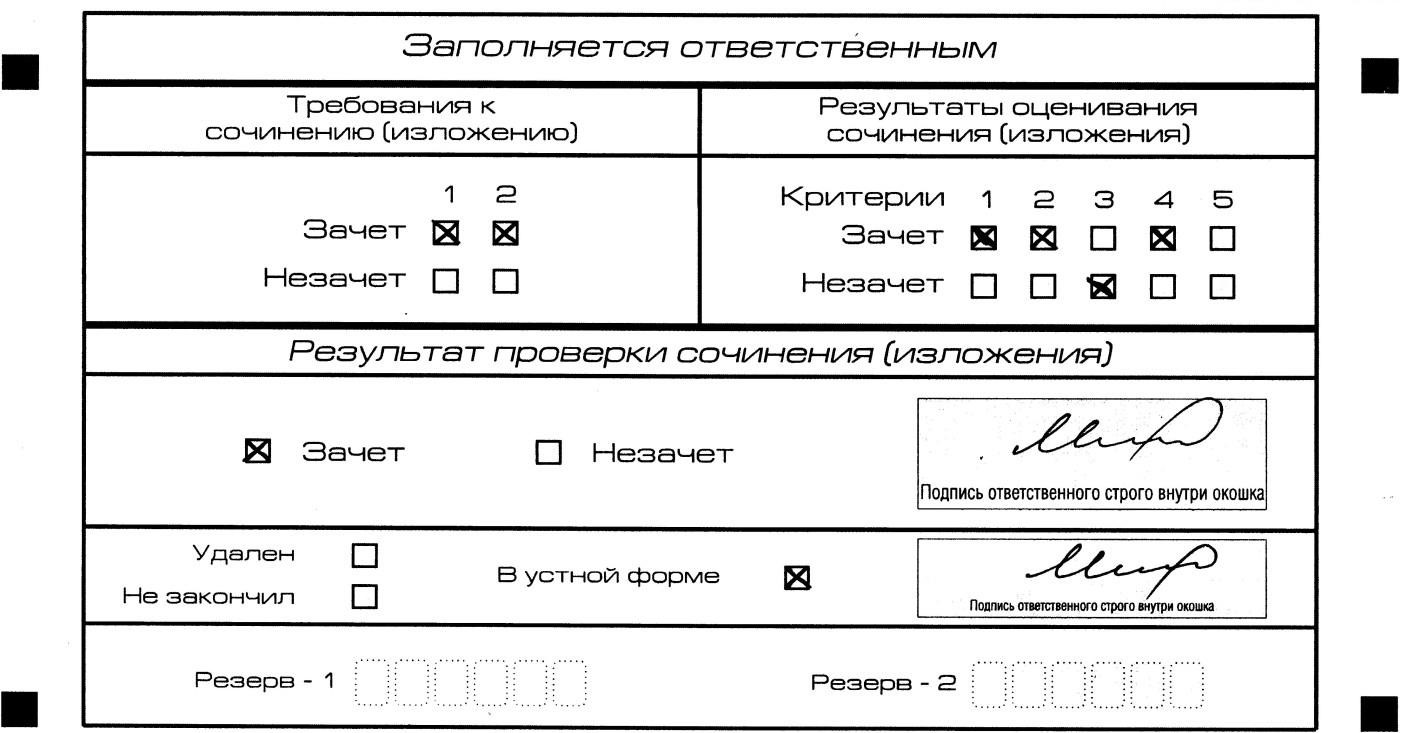 Заполняется ответственным
Требования к
сочинению (изложению)
Результаты оценивания
сочинения (изложения)
1 2
Зачет
Незачет
Критерии 1 2 3 4 5
Зачет
Незачет
Результат проверки сочинения (изложения)
Зачет
Незачет
Подпись ответственного строго внутри окошка
Удален
Не закончил
В устной форме
Подпись ответственного строго внутри окошка
Резерв - 1
Резерв - 2